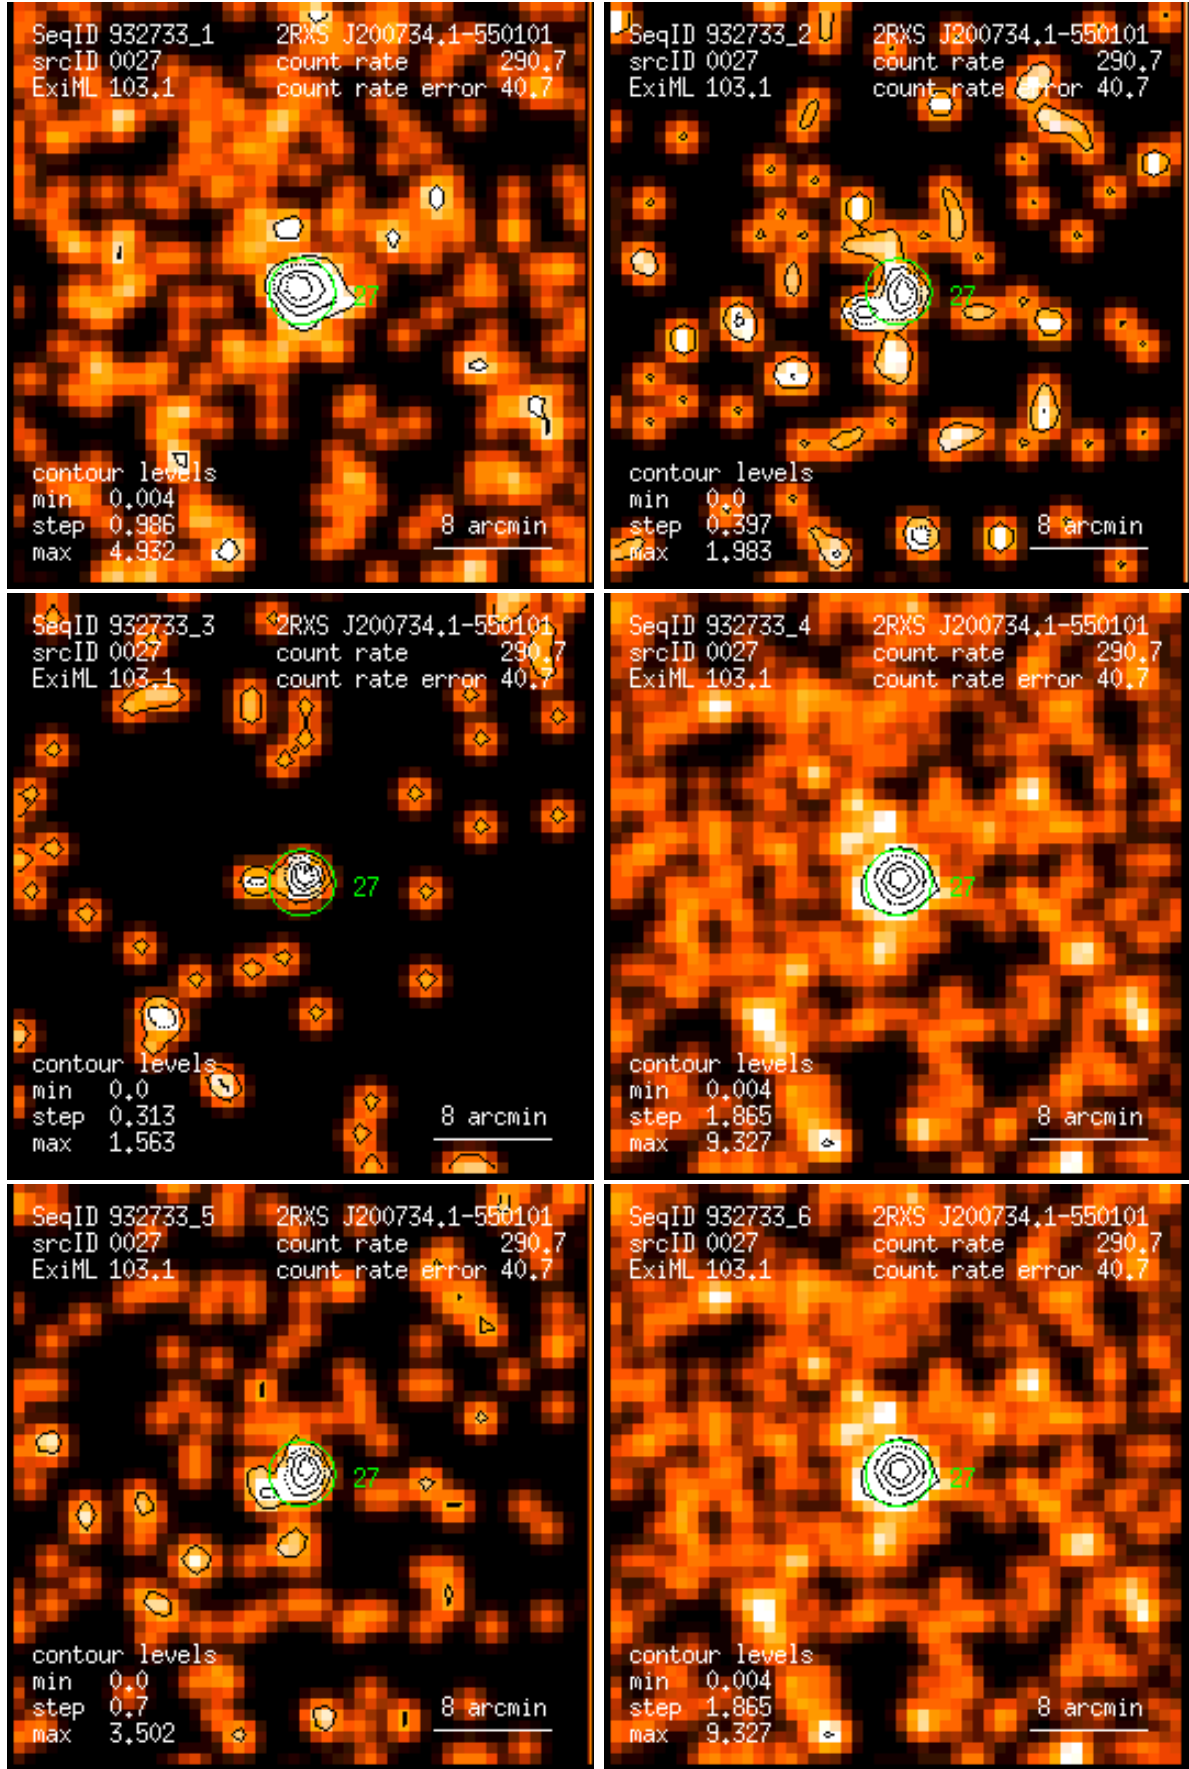 SeqID 932733_1 2RXS J200734.1-550101
srcID 0027 count rate 290.7
ExiML 103.1 count rate error 40.7
27
contour levels
min 0.004
step 0.986
max 4.932
8 arcmin
SeqID 932733_2 2RXS J200734.1-550101
srcID 0027 count rate 290.7
ExiML 103.1 count rate error 40.7
27
contour levels
min 0.0
step 0.397
max 1.983
8 arcmin
SeqID 932733_3 2RXS J200734.1-550101
srcID 0027 count rate 290.7
ExiML 103.1 count rate error 40.7
27
contour levels
min 0.0
step 0.313
max 1.563
8 arcmin
SeqID 932733_4 2RXS J200734.1-550101
srcID 0027 count rate 290.7
ExiML 103.1 count rate error 40.7
27
contour levels
min 0.004
step 1.865
max 9.327
8 arcmin
SeqID 932733_5 2RXS J200734.1-550101
srcID 0027 count rate 290.7
ExiML 103.1 count rate error 40.7
27
contour levels
min 0.0
step 0.7
max 3.502
8 arcmin
SeqID 932733_6 2RXS J200734.1-550101
srcID 0027 count rate 290.7
ExiML 103.1 count rate error 40.7
27
contour levels
min 0.004
step 1.865
max 9.327
8 arcmin